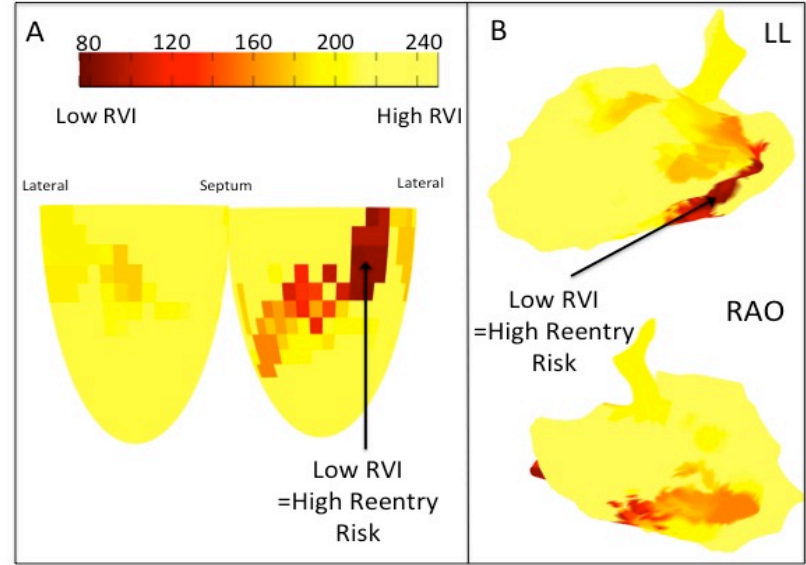 A
80 120 160 200 240
Low RVI High RVI
Lateral Septum Lateral
Low RVI
=High Reentry
Risk
B
LL
Low RVI
=High Reentry
Risk
RAO